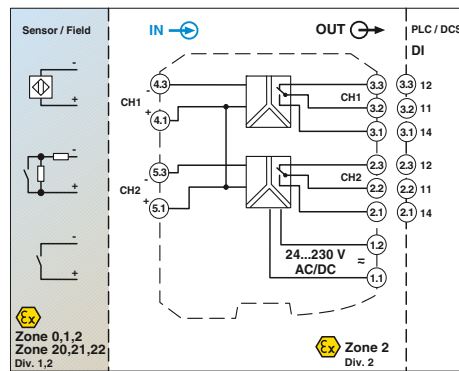 Sensor / Field
IN
OUT
PLC / DCS
DI
-
+
-
+
-
+
4.3
-
CH1
+
4.1
5.3
-
CH2
+
5.1
3.3
CH1
3.2
3.1
2.3
CH2
2.2
2.1
1.2
24...230 V
AC/DC
≈
1.1
3.3 12
3.2 11
3.1 14
2.3 12
2.2 11
2.1 14
Ex
Zone 0,1,2
Zone 20,21,22
Div. 1,2
Ex
Zone 2
Div. 2